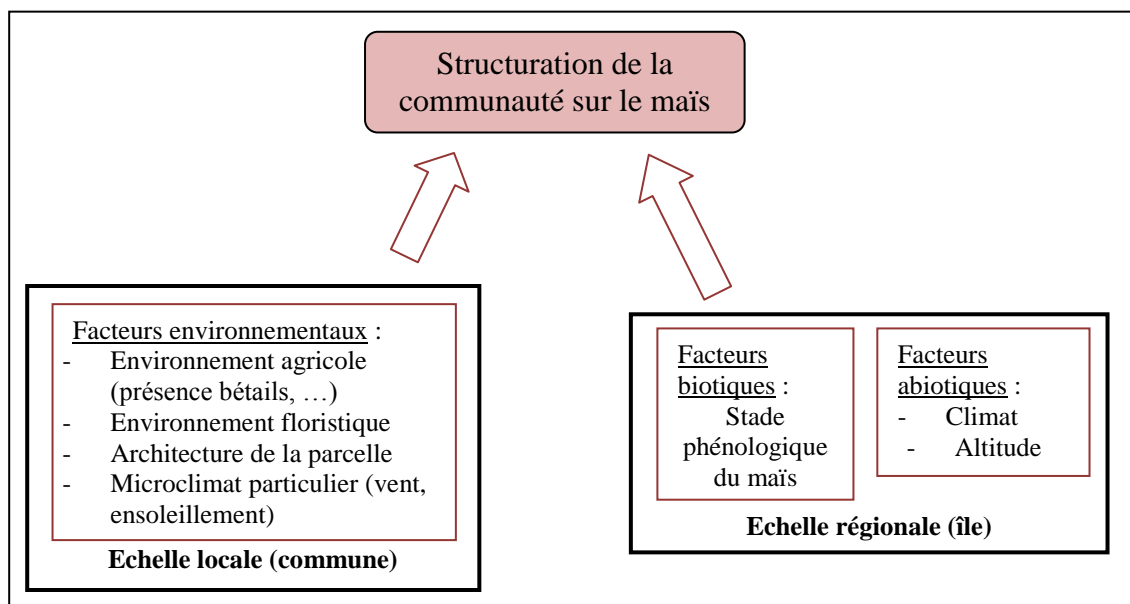 Structuration de la
communauté sur le maïs
Facteurs environnementaux :
- Environnement agricole
(présence bétails, …)
- Environnement floristique
- Architecture de la parcelle
- Microclimat particulier (vent,
ensoleillement)
Echelle locale (commune)
Facteurs
biotiques :
Stade
phénologique
du maïs
Facteurs
abiotiques :
- Climat
- Altitude
Echelle régionale (île)